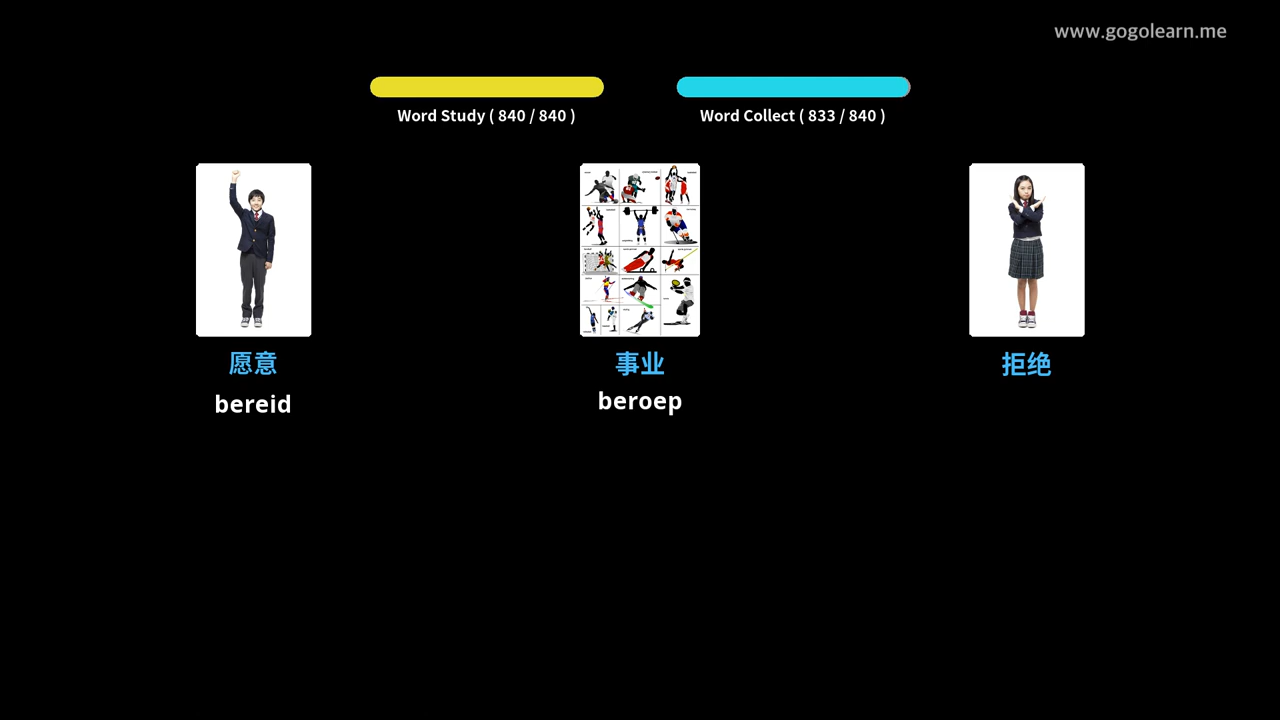 www.gogolearn.me
Word Study ( 840 / 840 )
Word Collect ( 833 / 840 )
愿意
事业
拒绝
bereid
beroep